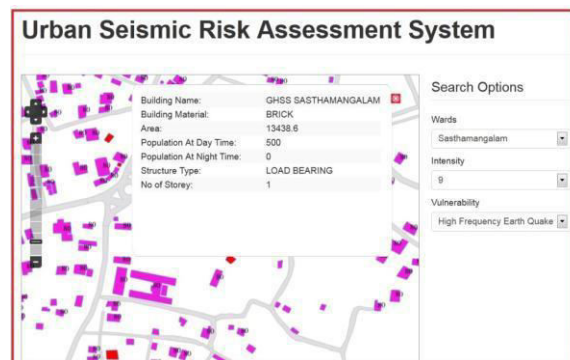 Urban Seismic Risk Assessment System
Building Name: GHSS SASTHAMANGALAM
Building Material: BRICK
Area: 13438.6
Population At Day Time: 500
Population At Night Time: 0
Structure Type: LOAD BEARING
No of Storey: 1
Search Options
Wards
Sasthamangalam
Intensity
9
Vulnerability
High Frequency Earth Quake